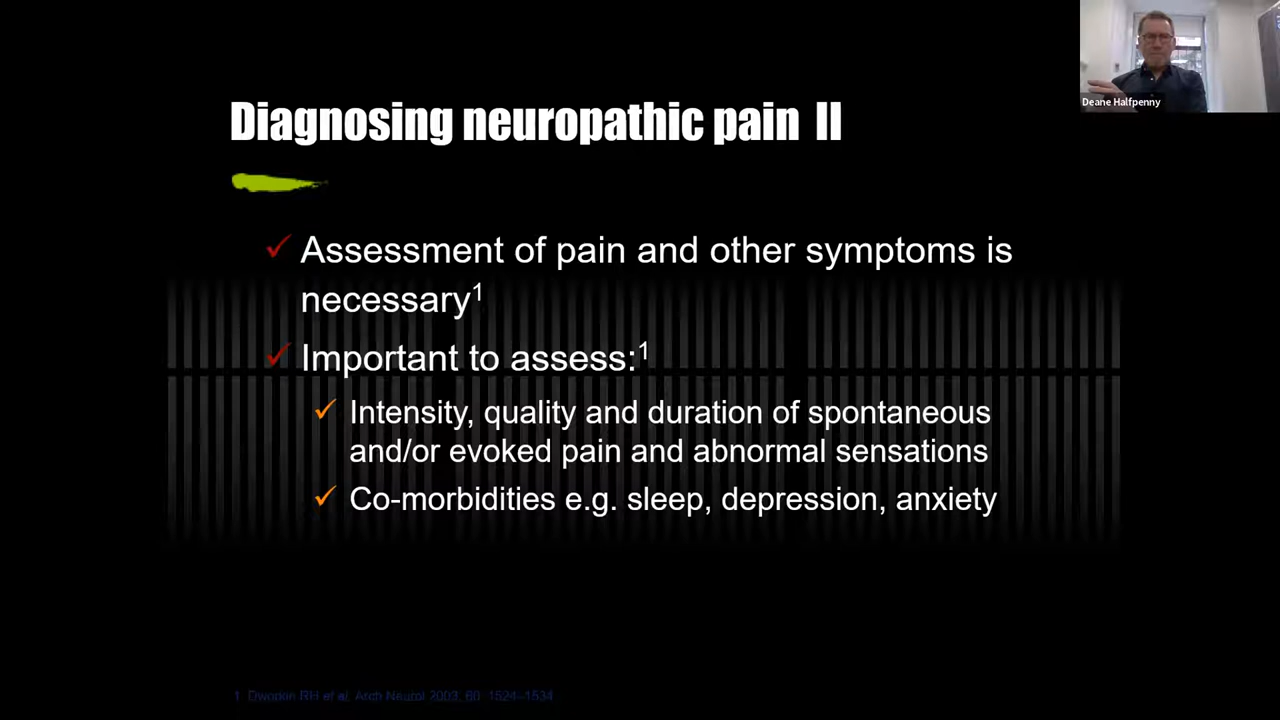 Deane Halfpenny
Diagnosing neuropathic pain II
Assessment of pain and other symptoms is
necessary1
Important to assess:1
Intensity, quality and duration of spontaneous
and/or evoked pain and abnormal sensations
Co-morbidities e.g. sleep, depression, anxiety
1. Dworkin RH et al. Arch Neurol 2003; 60: 1524–1534